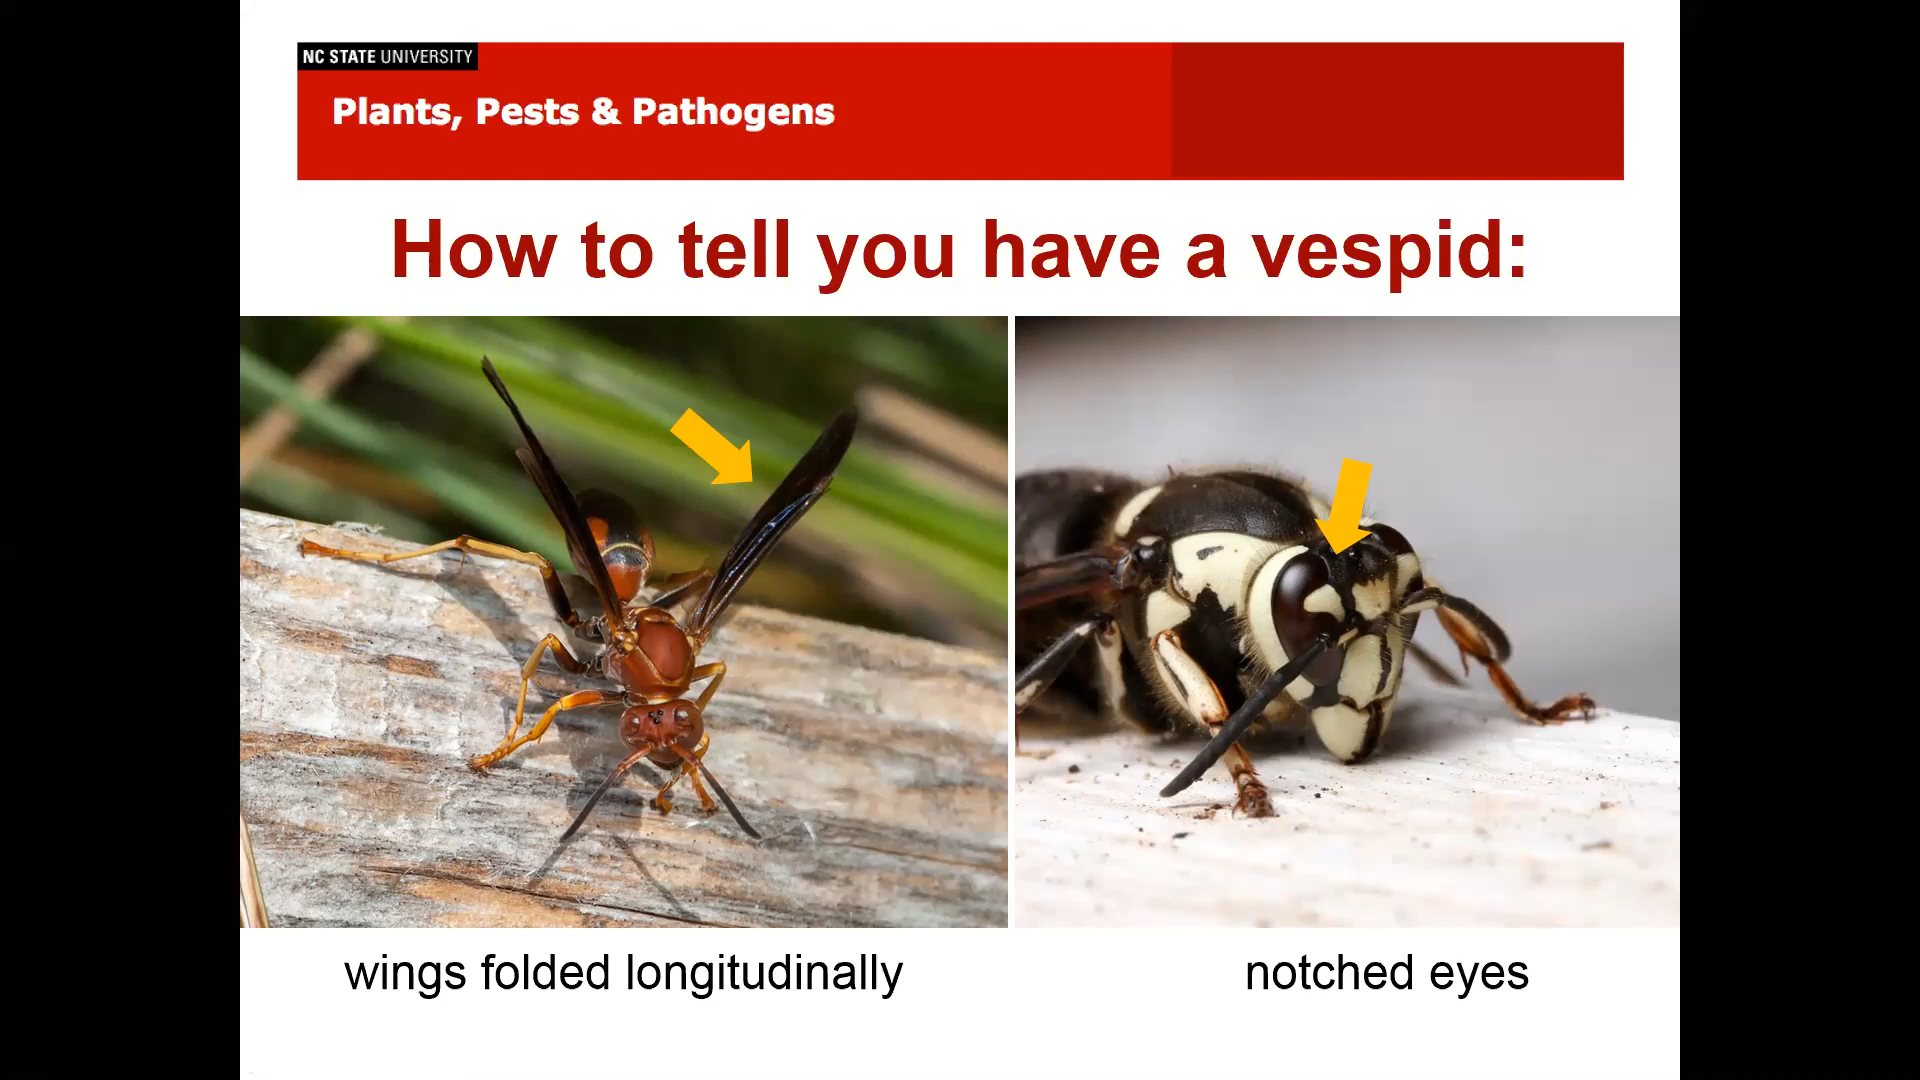 NC STATE UNIVERSITY
Plants, Pests & Pathogens
How to tell you have a vespid:
wings folded longitudinally
notched eyes